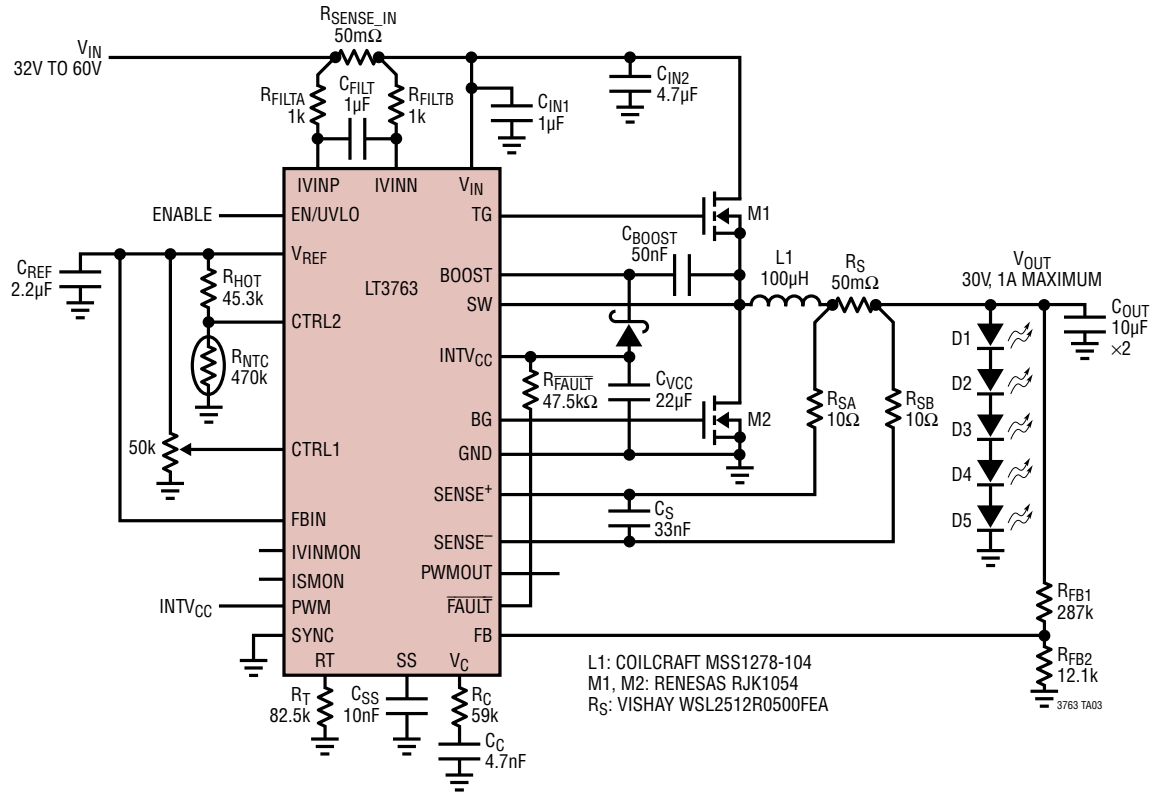 RSENSE_IN
50mΩ
VIN
32V TO 60V
RFILTA
1k
CFILT
1µF
RFILTB
1k
CIN1
1µF
CIN2
4.7µF
IVINP
IVINN
VIN
ENABLE
EN/UVLO
TG
M1
CREF
2.2µF
VREF
RHOT
45.3k
LT3763
BOOST
CBOOST
50nF
SW
L1
100µH
RS
50mΩ
VOUT
30V, 1A MAXIMUM
COUT
10µF
×2
CTRL2
RNTC
470k
INTVCC
RFAULT
47.5kΩ
CVCC
22µF
BG
M2
RSA
10Ω
RSB
10Ω
D1
D2
D3
D4
D5
50k
CTRL1
GND
SENSE+
CS
33nF
SENSE–
FBIN
IVINMON
ISMON
PWMOUT
INTVCC
PWM
FAULT
SYNC
FB
RFB1
287k
RFB2
12.1k
RT
SS
VC
RT
82.5k
CSS
10nF
RC
59k
CC
4.7nF
L1: COILCRAFT MSS1278-104
M1, M2: RENESAS RJK1054
RS: VISHAY WSL2512R0500FEA
3763 TA03